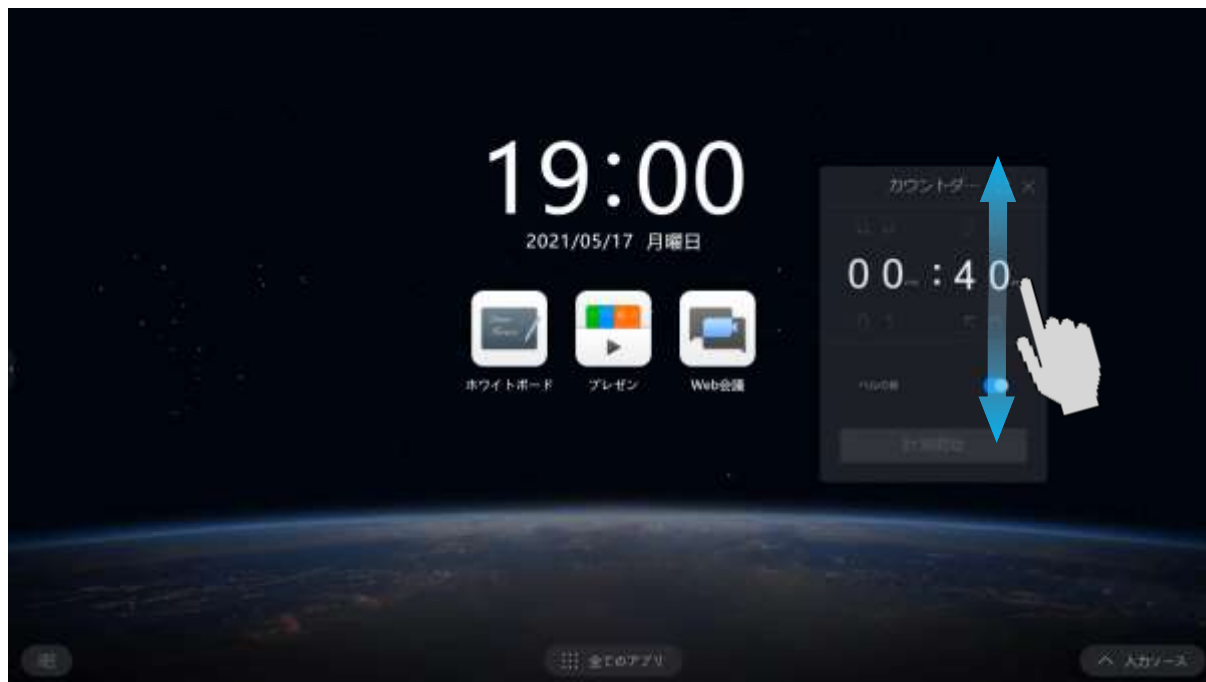 19:00
2021/05/17 月曜日
カウントダ…
00 : 40
ホワイトボード
プレゼン
Web会議
全てのアプリ
入力ソース